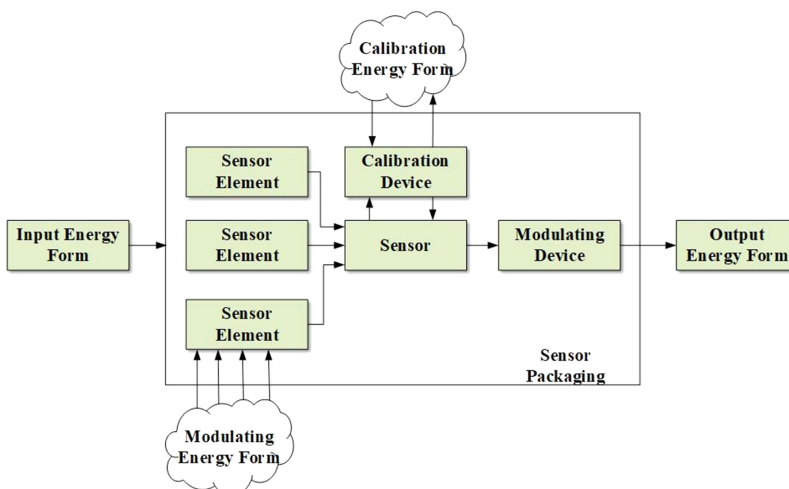 Calibration
Energy Form
Sensor
Element
Calibration
Device
Input Energy
Form
Sensor
Element
Sensor
Modulating
Device
Output
Energy Form
Sensor
Element
Sensor
Packaging
Modulating
Energy Form